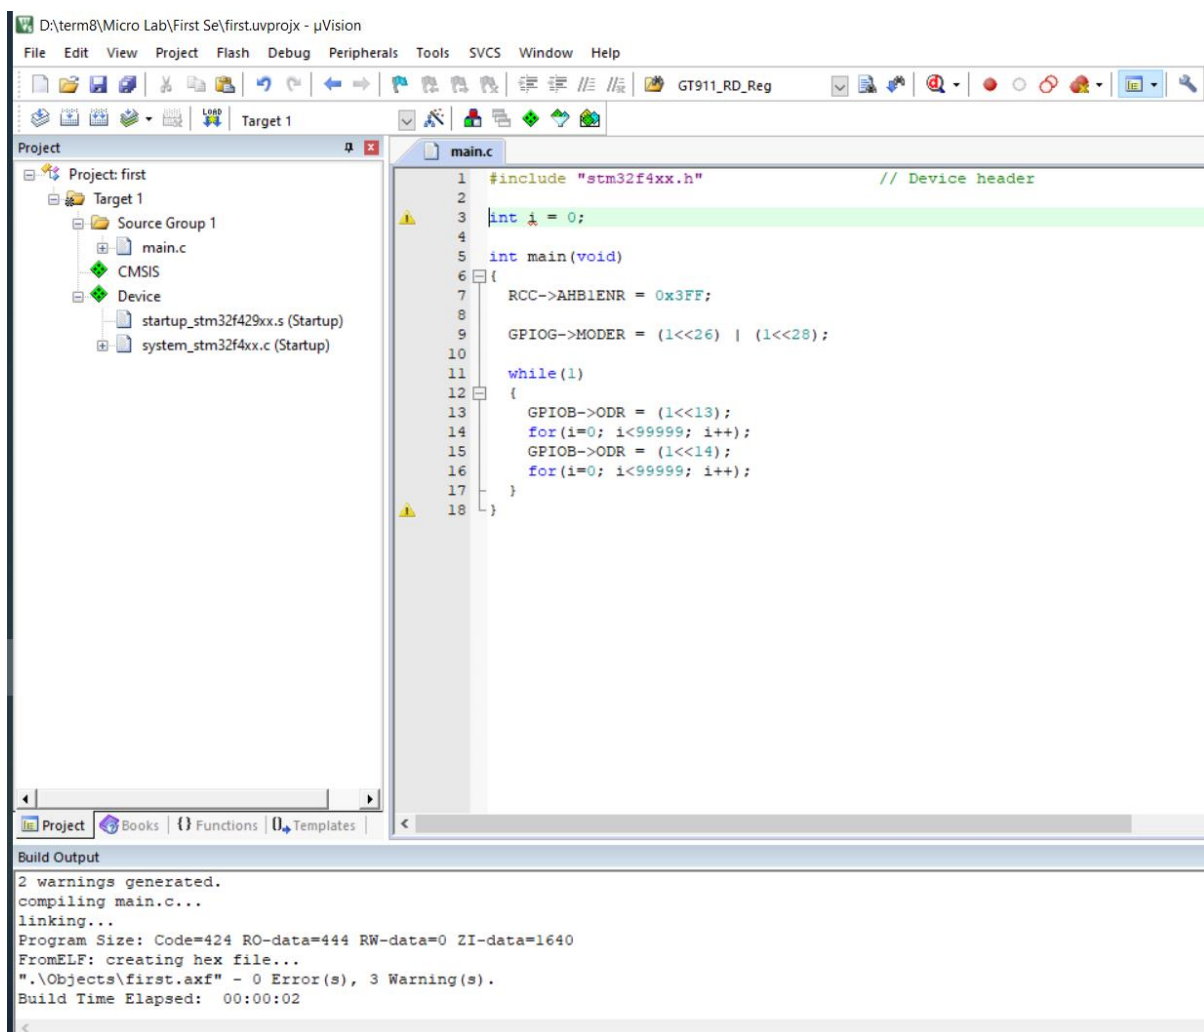 D:\term8\Micro Lab\First Se\first.uvprojx - µVision
File Edit View Project Flash Debug Peripherals Tools SVCS Window Help
GT911_RD_Reg
LOAD
Target 1
Project
Project: first
Target 1
Source Group 1
main.c
CMSIS
Device
startup_stm32f429xx.s (Startup)
system_stm32f4xx.c (Startup)
Project Books {} Functions Templates
main.c
1 #include "stm32f4xx.h" // Device header
2
3 int i = 0;
4
5 int main(void)
6 {
7 RCC->AHB1ENR = 0x3FF;
8
9 GPIOG->MODER = (1<<26) | (1<<28);
10
11 while(1)
12 {
13 GPIOB->ODR = (1<<13);
14 for(i=0; i<99999; i++);
15 GPIOB->ODR = (1<<14);
16 for(i=0; i<99999; i++);
17 }
18 }
Build Output
2 warnings generated.
compiling main.c...
linking...
Program Size: Code=424 RO-data=444 RW-data=0 ZI-data=1640
FromELF: creating hex file...
".\Objects\first.axf" - 0 Error(s), 3 Warning(s).
Build Time Elapsed: 00:00:02